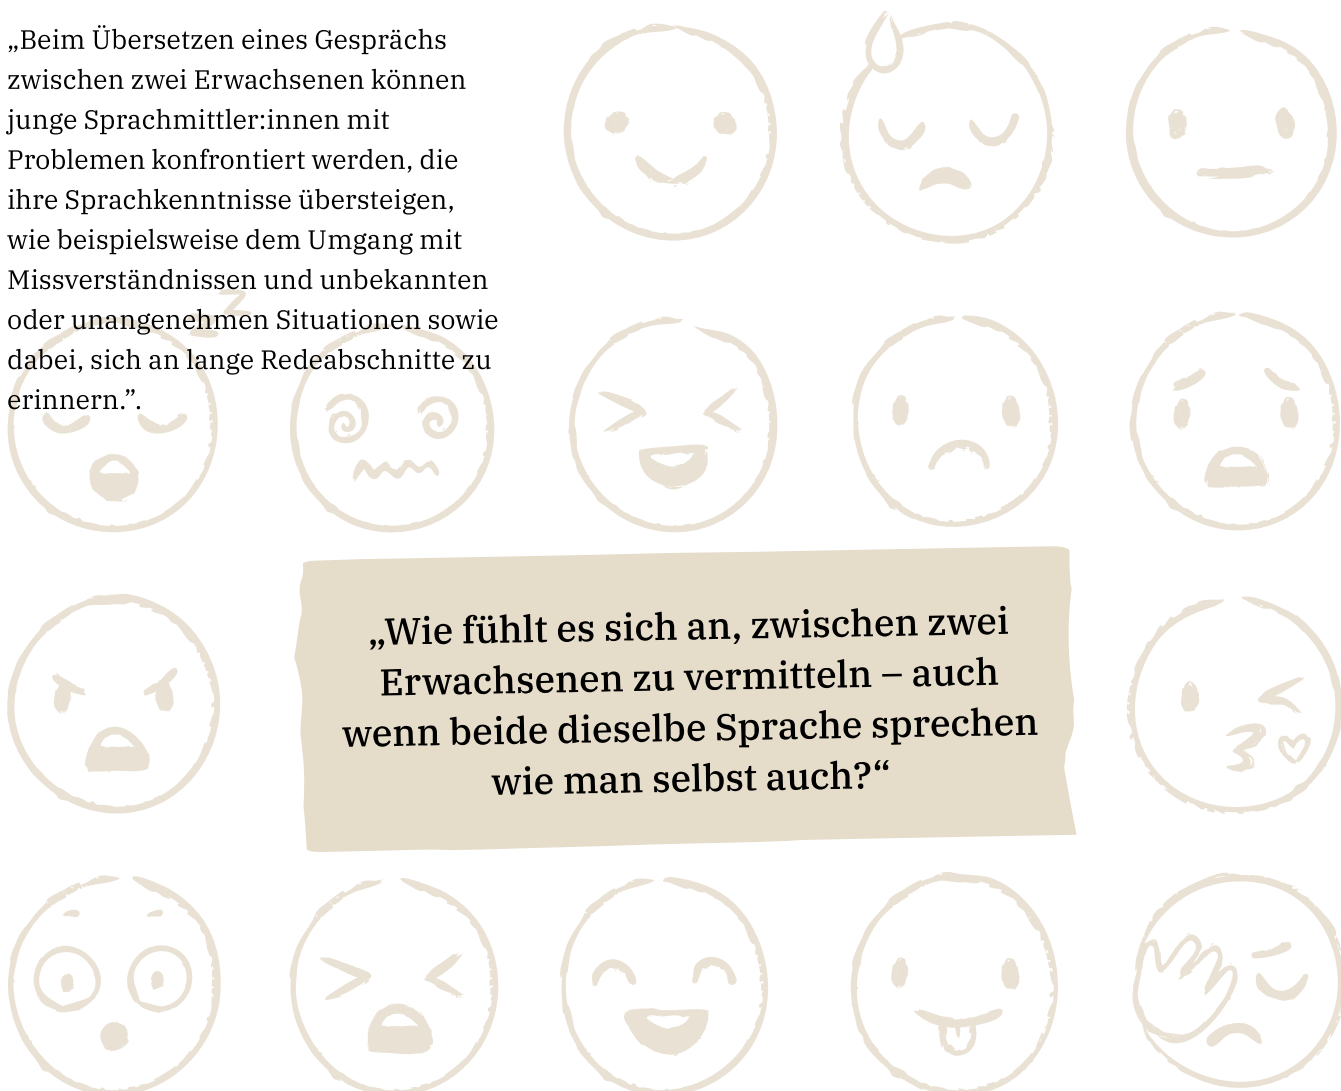 „Beim Übersetzen eines Gesprächs
zwischen zwei Erwachsenen können
junge Sprachmittler:innen mit
Problemen konfrontiert werden, die
ihre Sprachkenntnisse übersteigen,
wie beispielsweise dem Umgang mit
Missverständnissen und unbekannten
oder unangenehmen Situationen sowie
dabei, sich an lange Redeabschnitte zu
erinnern.”.
„Wie fühlt es sich an, zwischen zwei
Erwachsenen zu vermitteln – auch
wenn beide dieselbe Sprache sprechen
wie man selbst auch?“